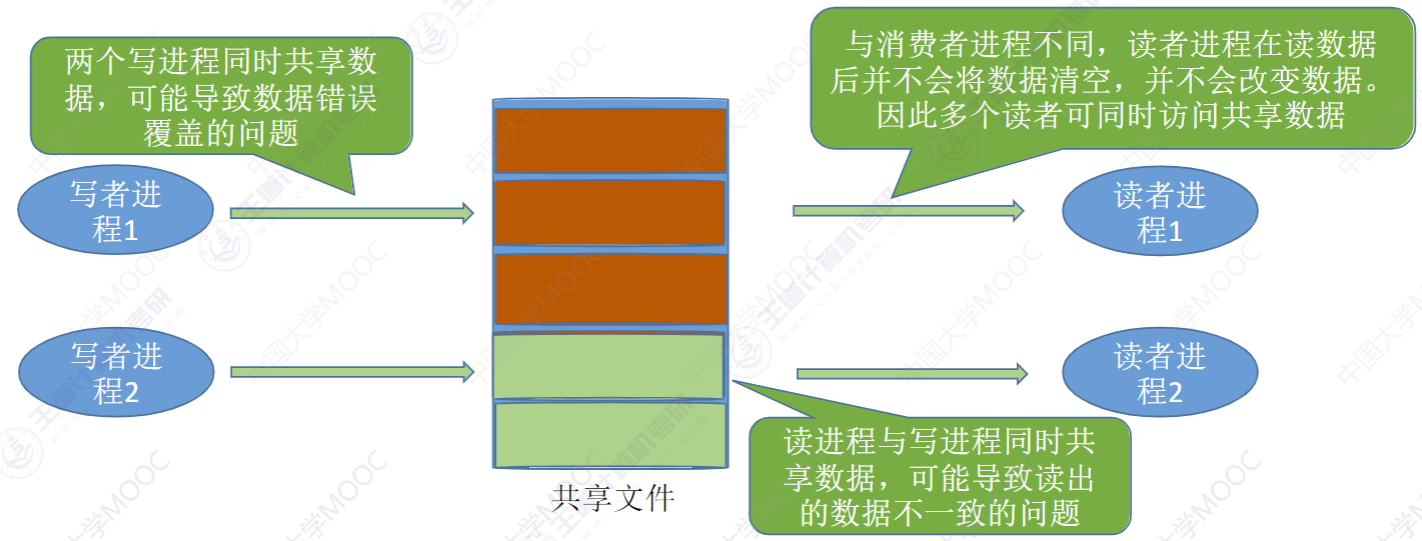 两个写进程同时共享数
据，可能导致数据错误
覆盖的问题
与消费者进程不同，读者进程在读数据
后并不会将数据清空，并不会改变数据。
因此多个读者可同时访问共享数据
写者进
程1
读者进
程1
写者进
程2
读者进
程2
读进程与写进程同时共
享数据，可能导致读出
的数据不一致的问题
共享文件
中国大学MOOC
王道计算机考研
www.cskaoyan.com